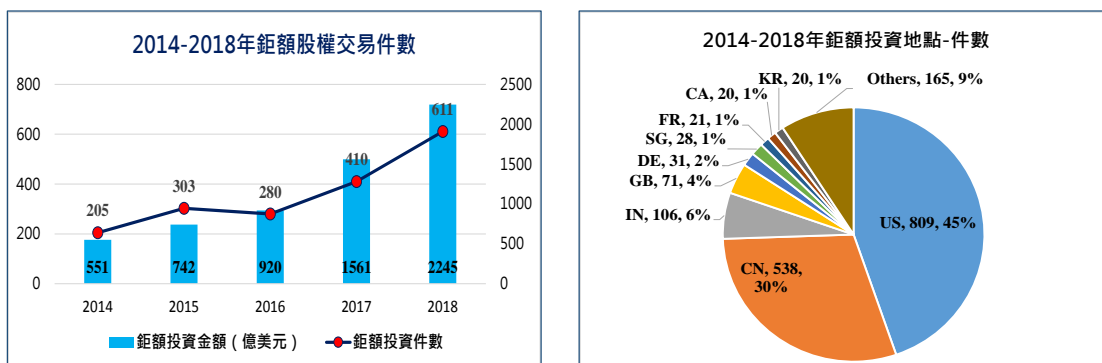 2014-2018年鉅額股權交易件數
800
600
400
200
0
2500
2000
1500
1000
500
0
205
303
280
410
611
551
742
920
1561
2245
2014
2015
2016
2017
2018
鉅額投資金額（億美元）
鉅額投資件數
2014-2018年鉅額投資地點-件數
KR, 20, 1%
Others, 165, 9%
CA, 20, 1%
FR, 21, 1%
SG, 28, 1%
DE, 31, 2%
GB, 71, 4%
IN, 106, 6%
US, 809, 45%
CN, 538,
30%